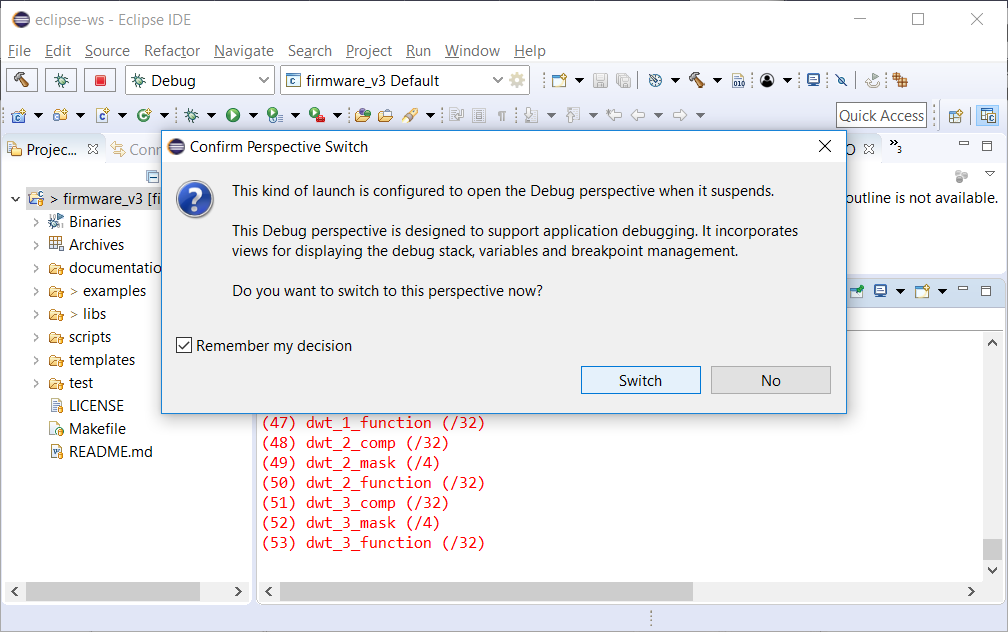 eclipse-ws - Eclipse IDE
File Edit Source Refactor Navigate Search Project Run Window Help
Debug
firmware_v3 Default
Quick Access
Projec...
Conn
3
Confirm Perspective Switch
This kind of launch is configured to open the Debug perspective when it suspends.
This Debug perspective is designed to support application debugging. It incorporates
views for displaying the debug stack, variables and breakpoint management.
Do you want to switch to this perspective now?
Remember my decision
Switch
No
outline is not available.
> firmware_v3 [fi
Binaries
Archives
documentatio
> examples
> libs
scripts
templates
test
LICENSE
Makefile
README.md
(47) dwt_1_function (/32)
(48) dwt_2_comp (/32)
(49) dwt_2_mask (/4)
(50) dwt_2_function (/32)
(51) dwt_3_comp (/32)
(52) dwt_3_mask (/4)
(53) dwt_3_function (/32)